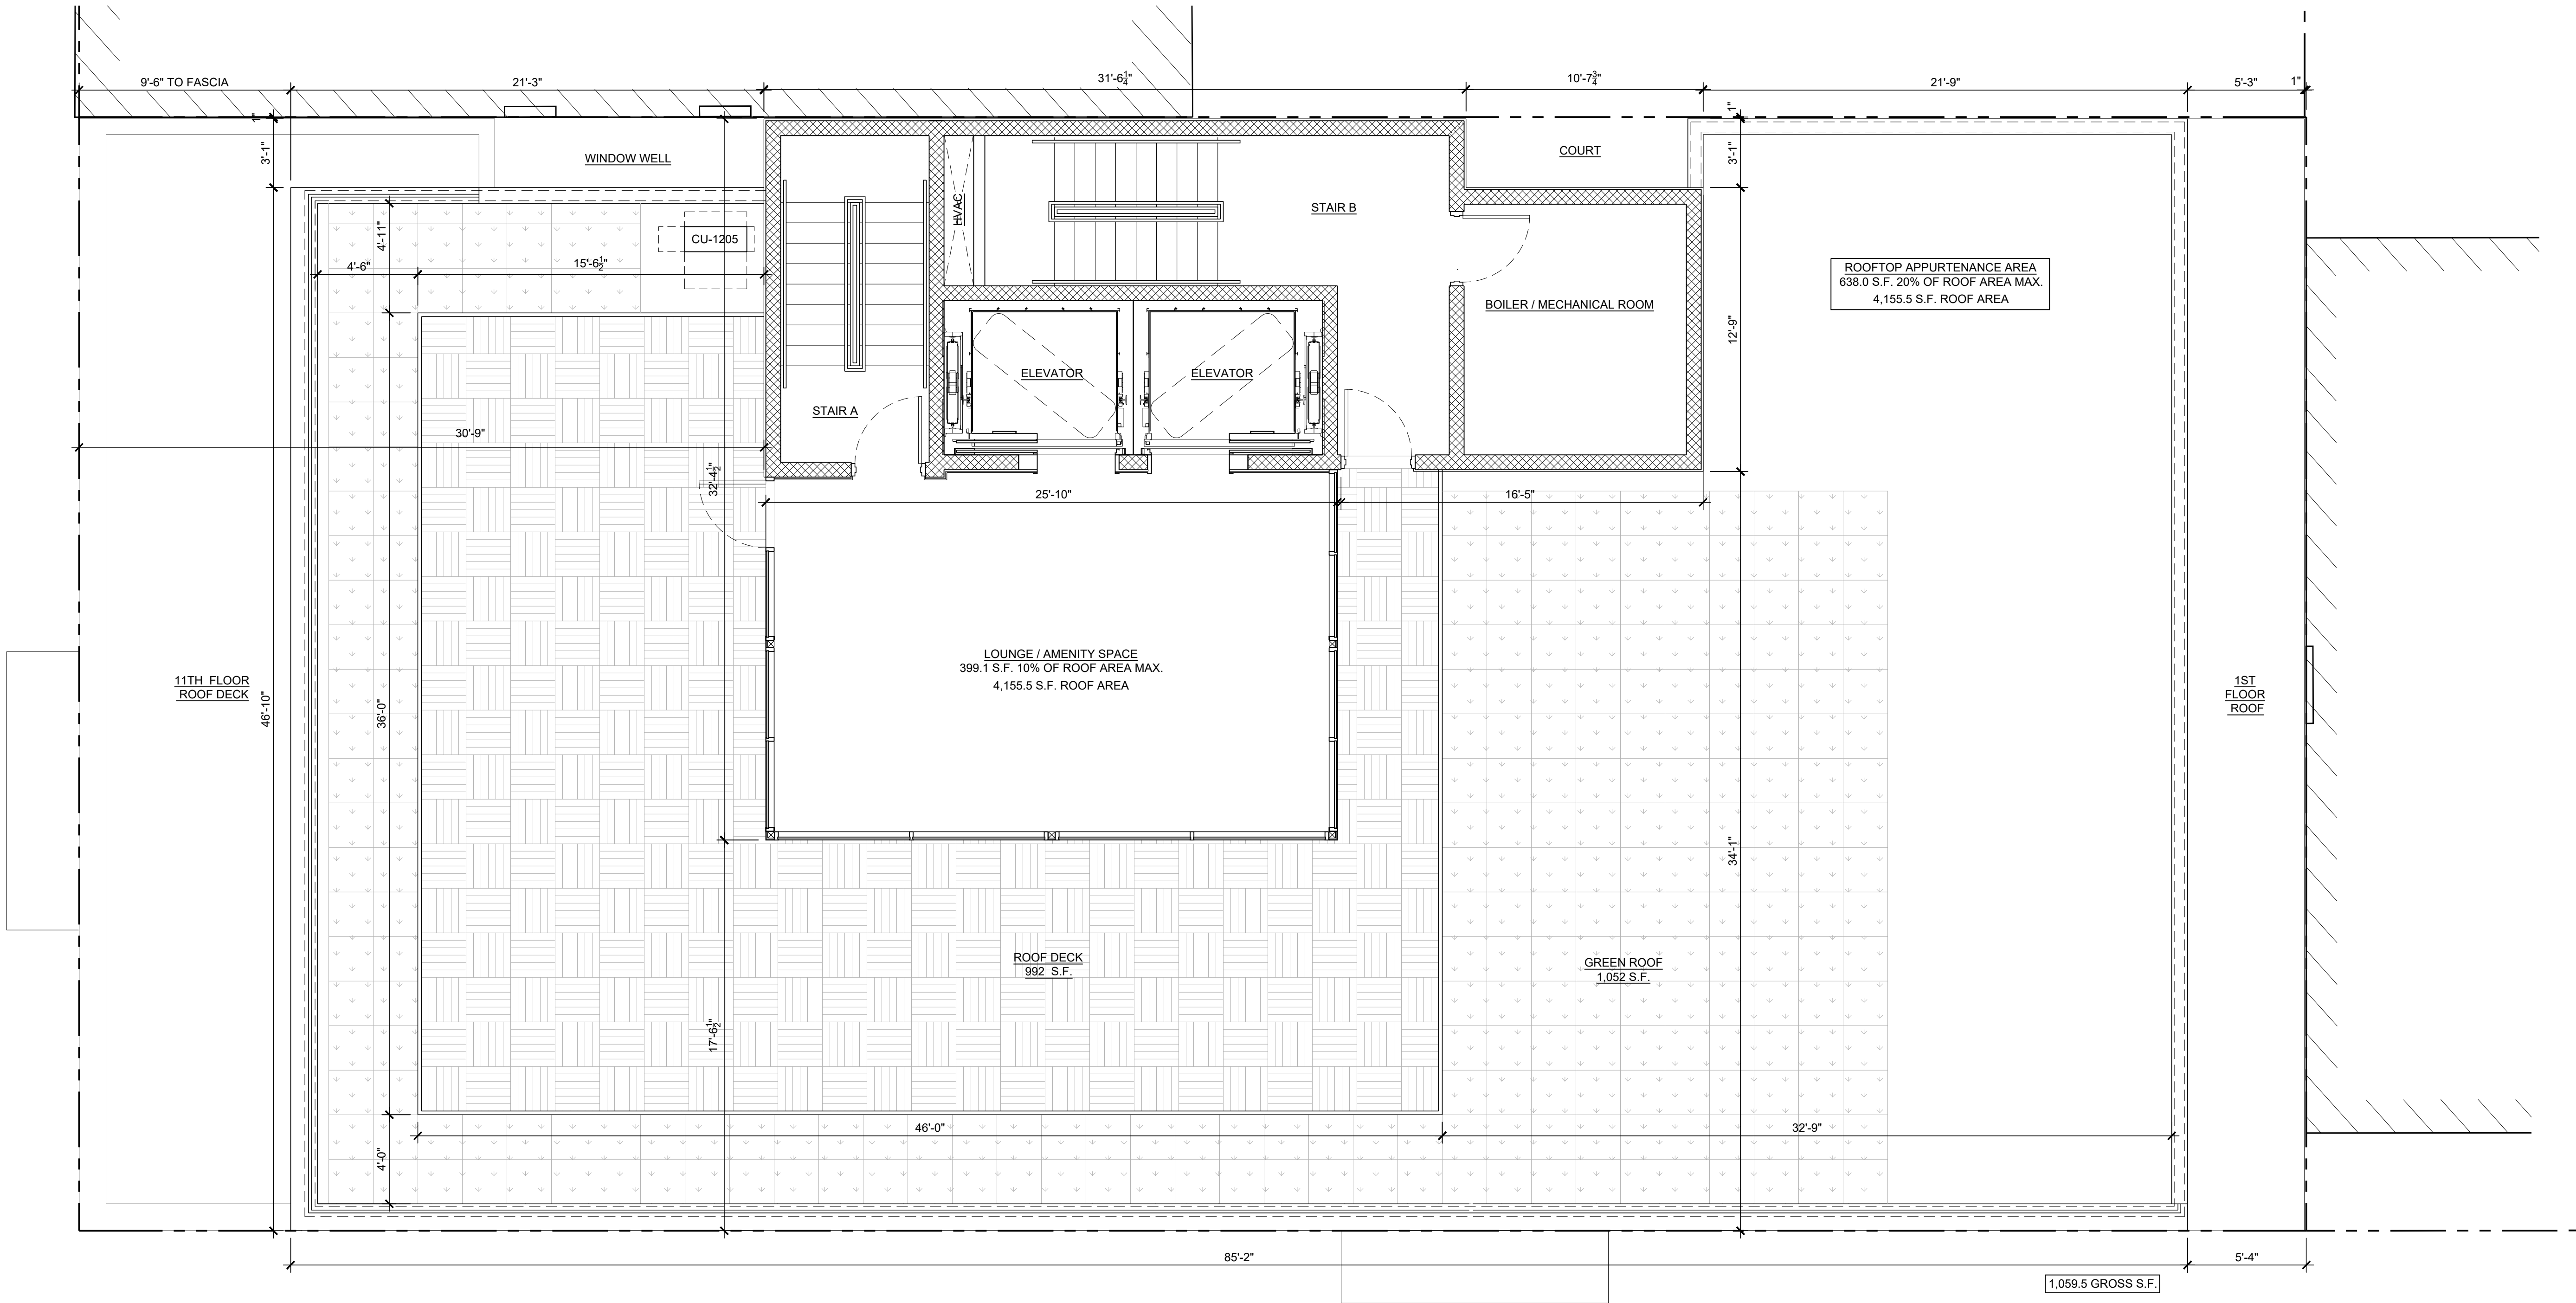 9'-6" TO FASCIA
21'-3"
31'-6¼"
10'-7¾"
21'-9"
5'-3"
1"
1"
3'-1"
WINDOW WELL
COURT
1"
3'-1"
HVAC
STAIR B
4'-11"
CU-1205
4'-6"
15'-6½"
ROOFTOP APPURTENANCE AREA
638.0 S.F. 20% OF ROOF AREA MAX.
4,155.5 S.F. ROOF AREA
BOILER / MECHANICAL ROOM
12'-9"
ELEVATOR
ELEVATOR
STAIR A
30'-9"
32'-4½"
25'-10"
16'-5"
LOUNGE / AMENITY SPACE
399.1 S.F. 10% OF ROOF AREA MAX.
4,155.5 S.F. ROOF AREA
11TH FLOOR
ROOF DECK
46'-10"
36'-0"
1ST
FLOOR
ROOF
34'-1"
ROOF DECK
992 S.F.
GREEN ROOF
1,052 S.F.
17'-6½"
46'-0"
32'-9"
4'-0"
85'-2"
5'-4"
1,059.5 GROSS S.F.